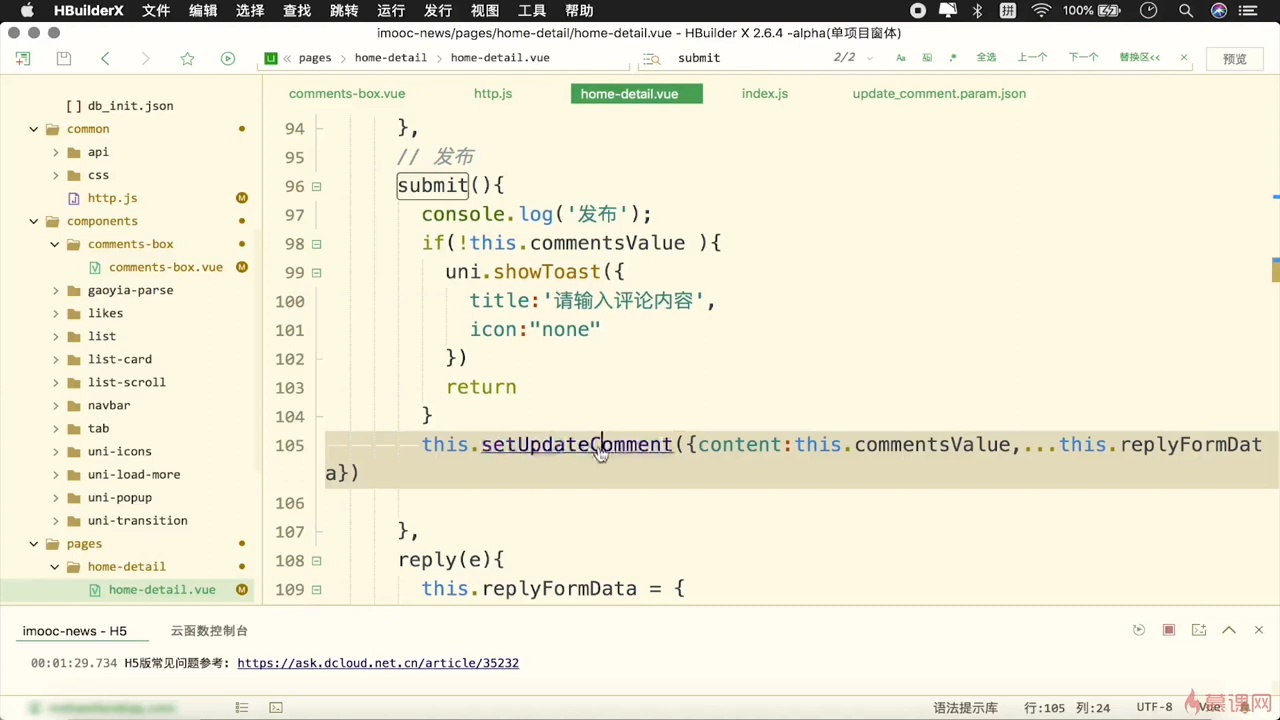 HBuilderX 文件 编辑 选择 查找 跳转 运行 发行 视图 工具 帮助 拼 100%
imooc-news/pages/home-detail/home-detail.vue - HBuilder X 2.6.4 -alpha(单项目窗体)
pages home-detail home-detail.vue submit 2/2 Aa .* 全选 上一个 下一个 替换区<< 预览
comments-box.vue http.js home-detail.vue index.js update_comment.param.json
[ ] db_init.json
common
api
css
http.js M
components
comments-box
comments-box.vue M
gaoyia-parse
likes
list
list-card
list-scroll
navbar
tab
uni-icons
uni-load-more
uni-popup
uni-transition
pages
home-detail
home-detail.vue M
94 },
95 // 发布
96 submit(){
97 console.log('发布');
98 if(!this.commentsValue ){
99 uni.showToast({
100 title:'请输入评论内容',
101 icon:"none"
102 })
103 return
104 }
105 this.setUpdateComment({content:this.commentsValue,...this.replyFormDat
a})
106
107 },
108 reply(e){
109 this.replyFormData = {
imooc-news - H5 云函数控制台
00:01:29.734 H5版常见问题参考: https://ask.dcloud.net.cn/article/35232
语法提示库 行:105 列:24 UTF-8 Vue
慕课网